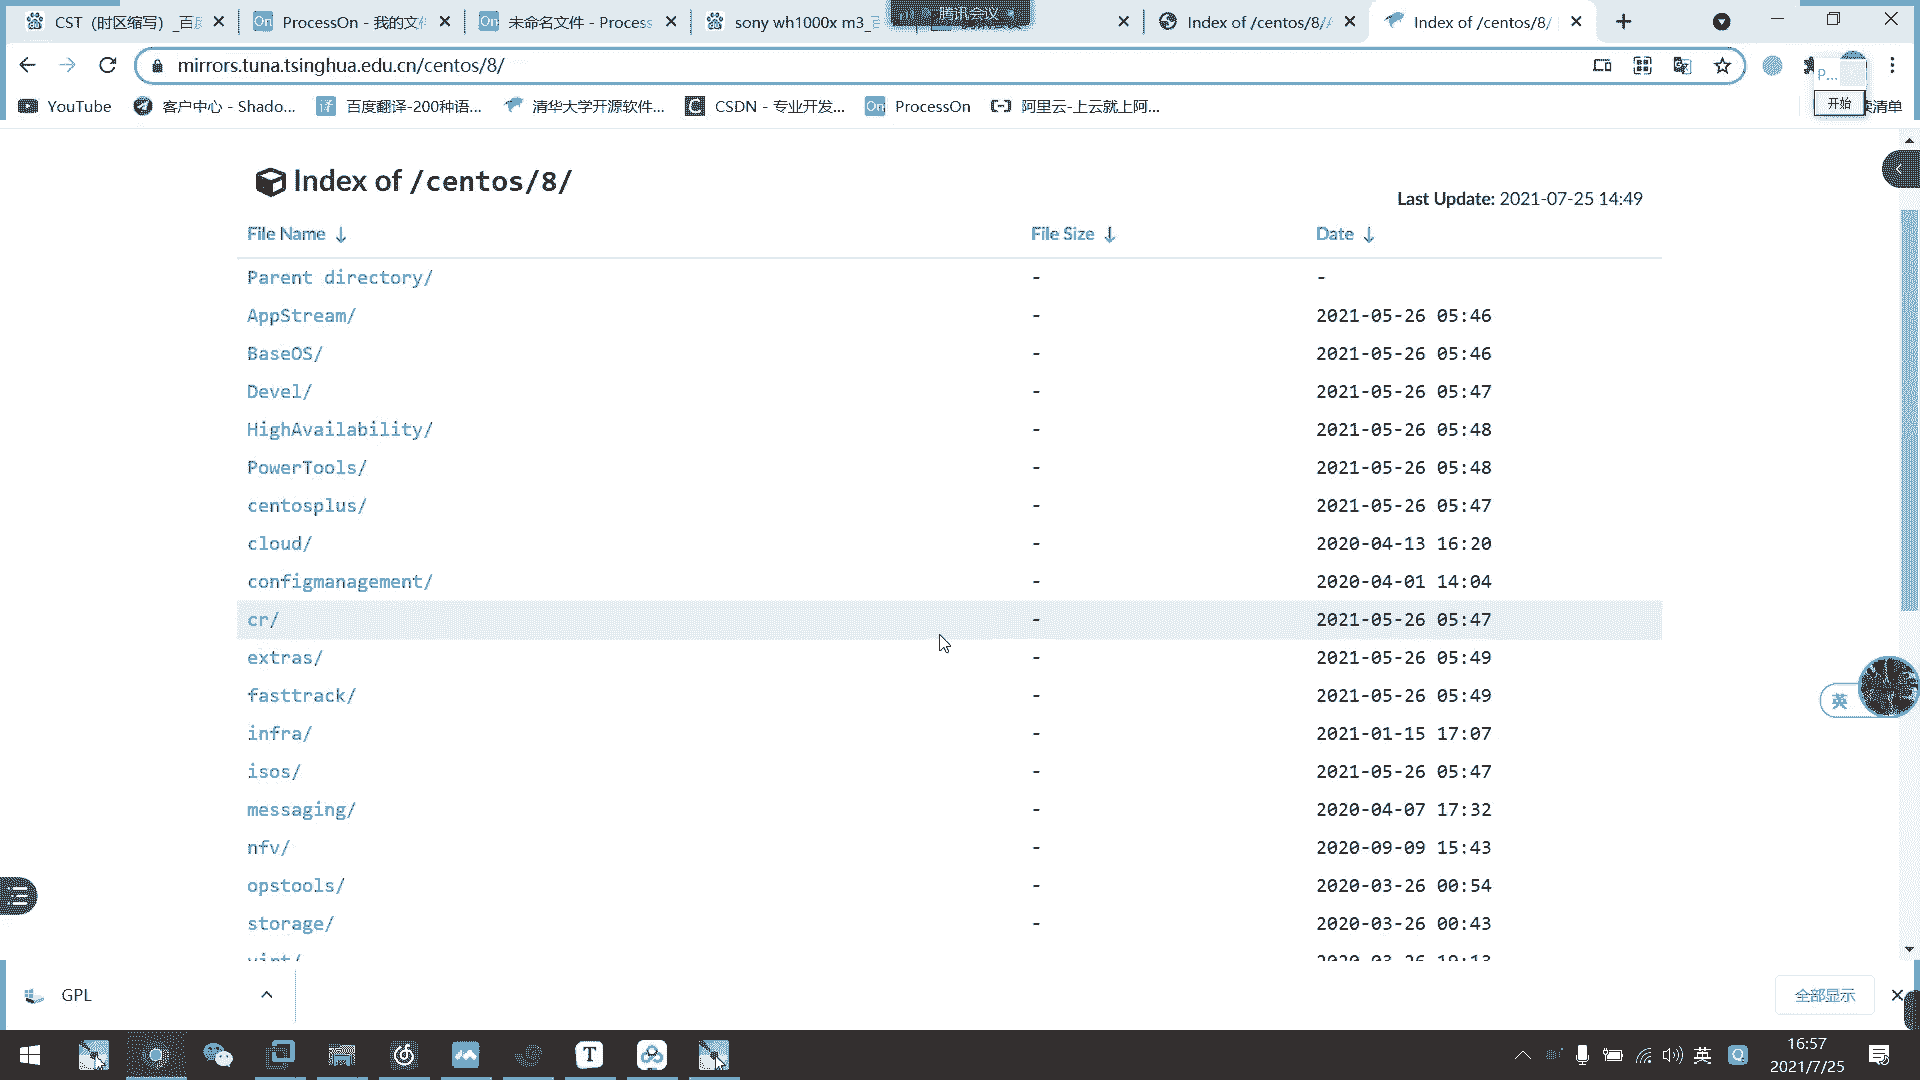 CST（时区缩写）_百
ProcessOn - 我的文
未命名文件 - Process
sony wh1000x m3_
腾讯会议
Index of /centos/8/
Index of /centos/8/
mirrors.tuna.tsinghua.edu.cn/centos/8/
P...
YouTube
客户中心 - Shado...
译
百度翻译-200种语...
清华大学开源软件...
CSDN - 专业开发...
On
ProcessOn
阿里云-上云就上阿...
开始
清单
Index of /centos/8/
Last Update: 2021-07-25 14:49
File Name ↓ File Size ↓ Date ↓
Parent directory/ - -
AppStream/ - 2021-05-26 05:46
BaseOS/ - 2021-05-26 05:46
Devel/ - 2021-05-26 05:47
HighAvailability/ - 2021-05-26 05:48
PowerTools/ - 2021-05-26 05:48
centosplus/ - 2021-05-26 05:47
cloud/ - 2020-04-13 16:20
configmanagement/ - 2020-04-01 14:04
cr/ - 2021-05-26 05:47
extras/ - 2021-05-26 05:49
fasttrack/ - 2021-05-26 05:49
infra/ - 2021-01-15 17:07
isos/ - 2021-05-26 05:47
messaging/ - 2020-04-07 17:32
nfv/ - 2020-09-09 15:43
opstools/ - 2020-03-26 00:54
storage/ - 2020-03-26 00:43
英
GPL
全部显示
T
英
16:57
2021/7/25